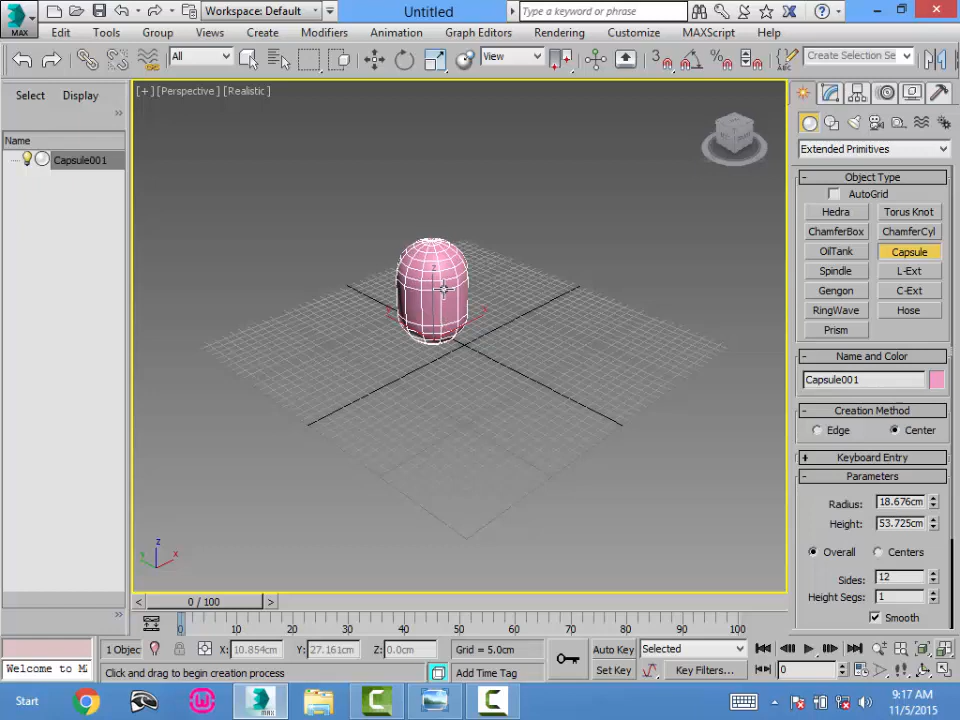 Workspace: Default
Untitled
Type a keyword or phrase
MAX
Edit Tools Group Views Create Modifiers Animation Graph Editors Rendering Customize MAXScript Help
All
View
Create Selection Se
Select Display
[+] [Perspective] [Realistic]
Name
Capsule001
Extended Primitives
- Object Type
AutoGrid
Hedra Torus Knot
ChamferBox ChamferCyl
OilTank Capsule
Spindle L-Ext
Gengon C-Ext
RingWave Hose
Prism
- Name and Color
Capsule001
- Creation Method
Edge Center
+ Keyboard Entry
- Parameters
Radius: 18.676cm
Height: 53.725cm
Overall Centers
Sides: 12
Height Segs: 1
Smooth
z
z
y x
< 0 / 100 >
0 10 20 30 40 50 60 70 80 90 100
1 Object X: 10.854cm Y: 27.161cm Z: 0.0cm Grid = 5.0cm Auto Key Selected
Welcome to M
Click and drag to begin creation process Add Time Tag Set Key Key Filters... 0
Start
MAX
9:17 AM
11/5/2015